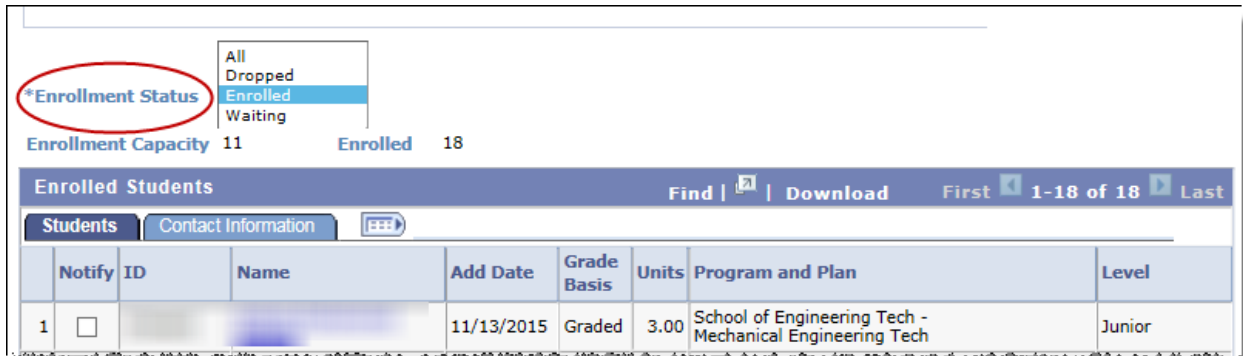 All
Dropped
*Enrollment Status Enrolled
Waiting
Enrollment Capacity 11 Enrolled 18
Enrolled Students Find | | Download First 1-18 of 18 Last
Students Contact Information
Notify ID Name Add Date Grade Basis Units Program and Plan Level
1 11/13/2015 Graded 3.00 School of Engineering Tech - Junior
Mechanical Engineering Tech